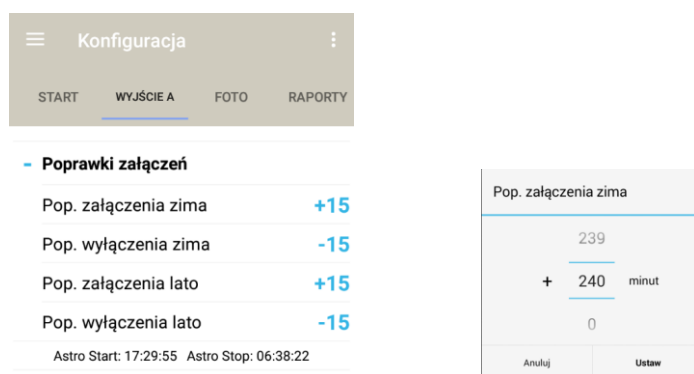 Konfiguracja
START WYJŚCIE A FOTO RAPORTY
- Poprawki załączeń
Pop. załączenia zima +15
Pop. wyłączenia zima -15
Pop. załączenia lato +15
Pop. wyłączenia lato -15
Astro Start: 17:29:55 Astro Stop: 06:38:22
Pop. załączenia zima
239
+ 240 minut
0
Anuluj Ustaw